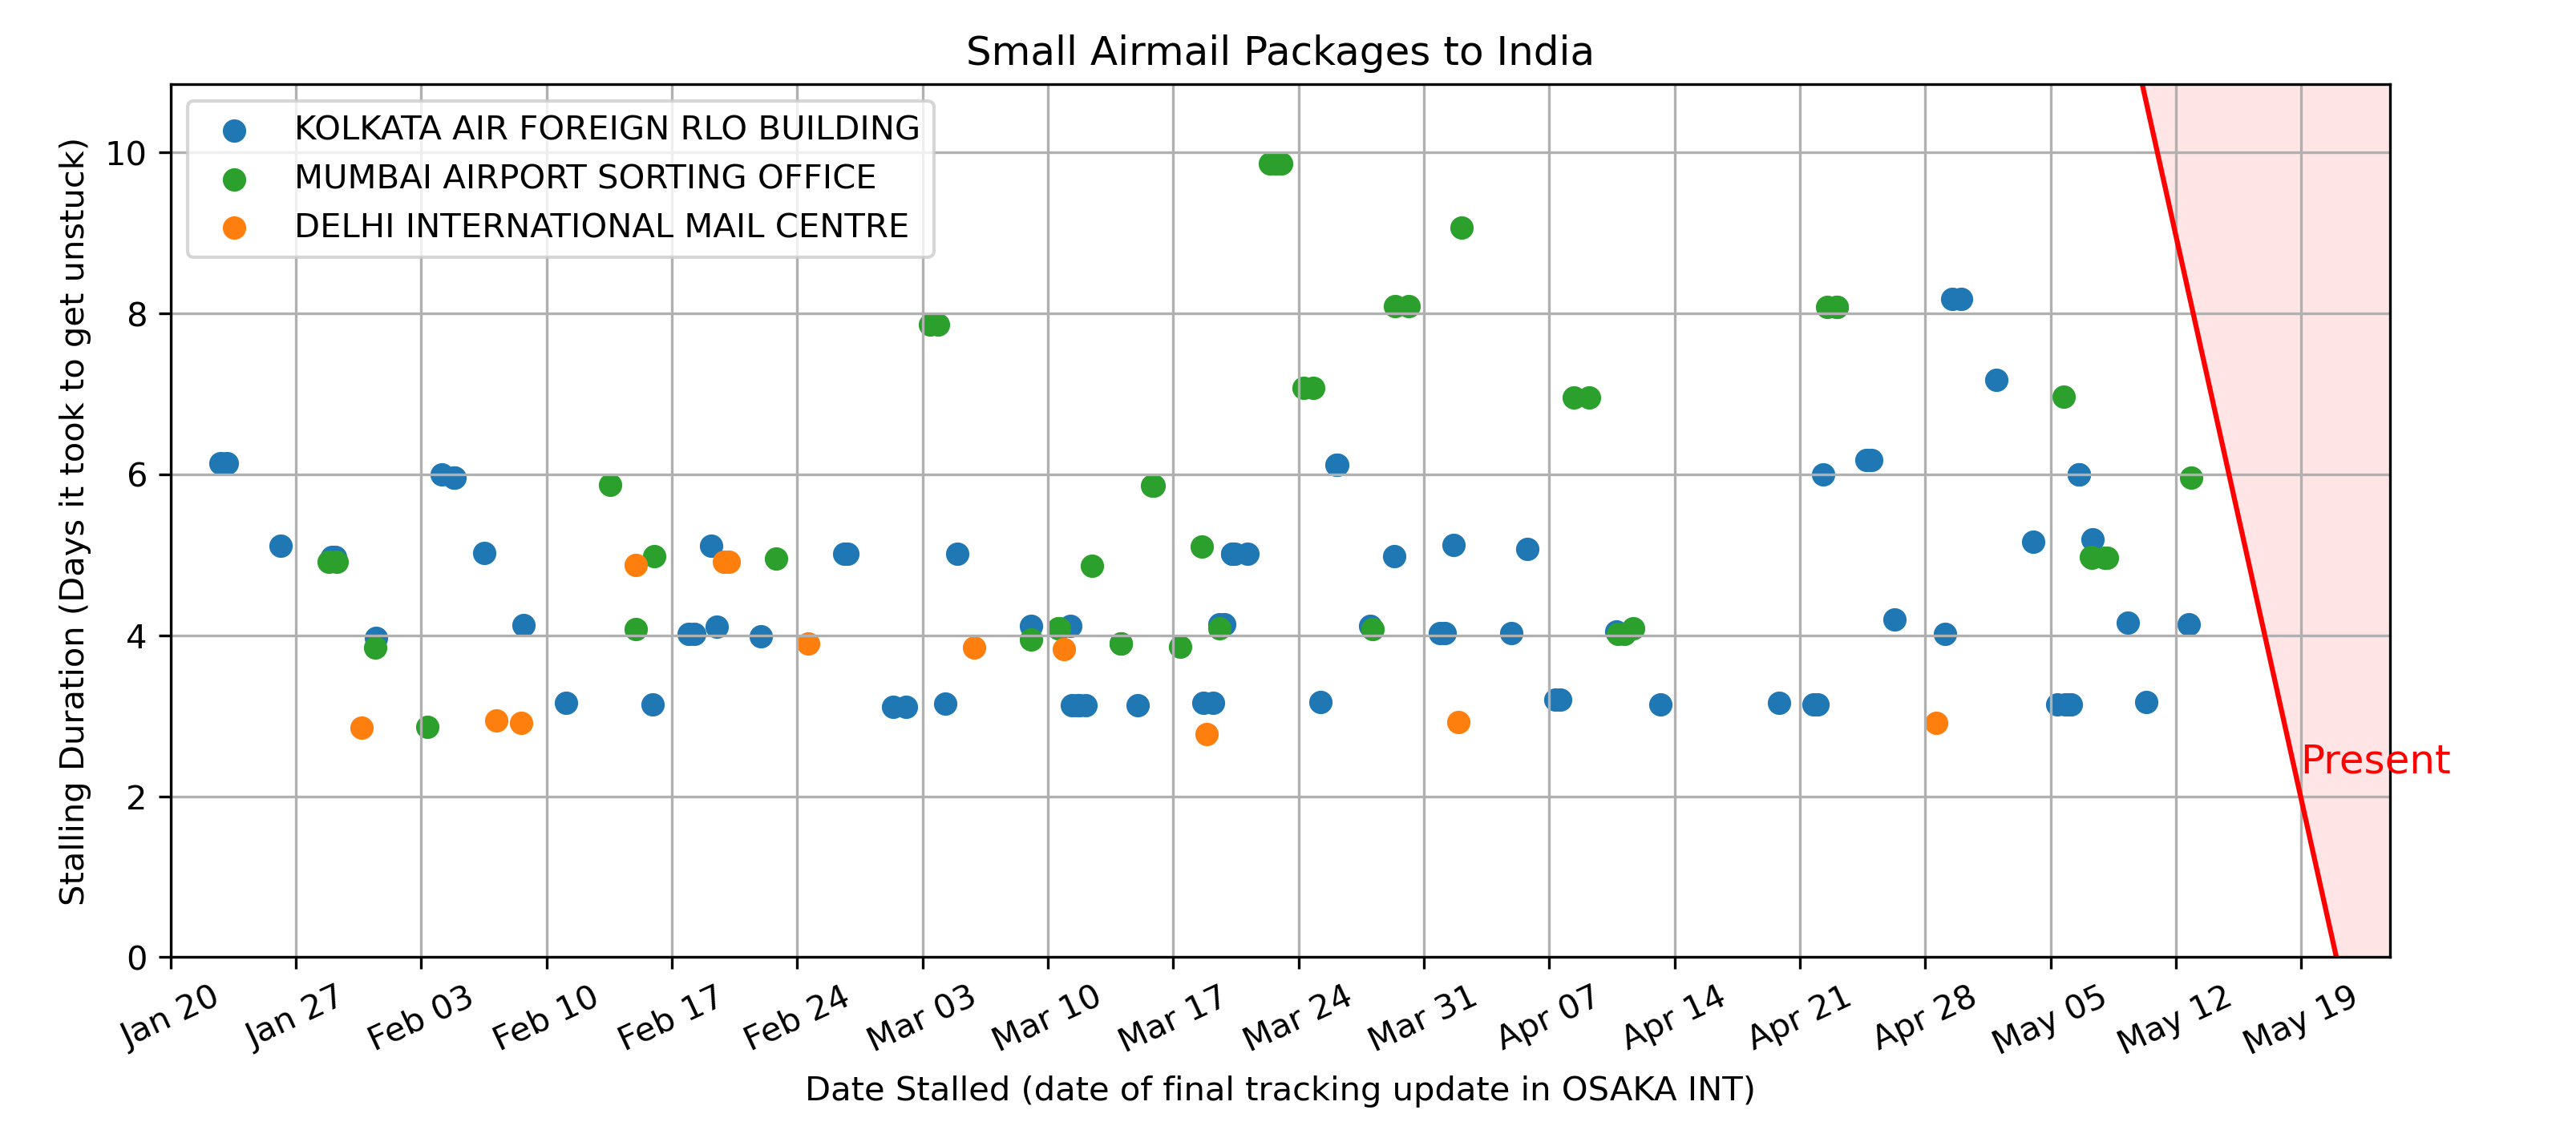 Small Airmail Packages to India
KOLKATA AIR FOREIGN RLO BUILDING
MUMBAI AIRPORT SORTING OFFICE
DELHI INTERNATIONAL MAIL CENTRE
Stalling Duration (Days it took to get unstuck)
10
8
6
4
2
0
Present
Jan 20
Jan 27
Feb 03
Feb 10
Feb 17
Feb 24
Mar 03
Mar 10
Mar 17
Mar 24
Mar 31
Apr 07
Apr 14
Apr 21
Apr 28
May 05
May 12
May 19
Date Stalled (date of final tracking update in OSAKA INT)